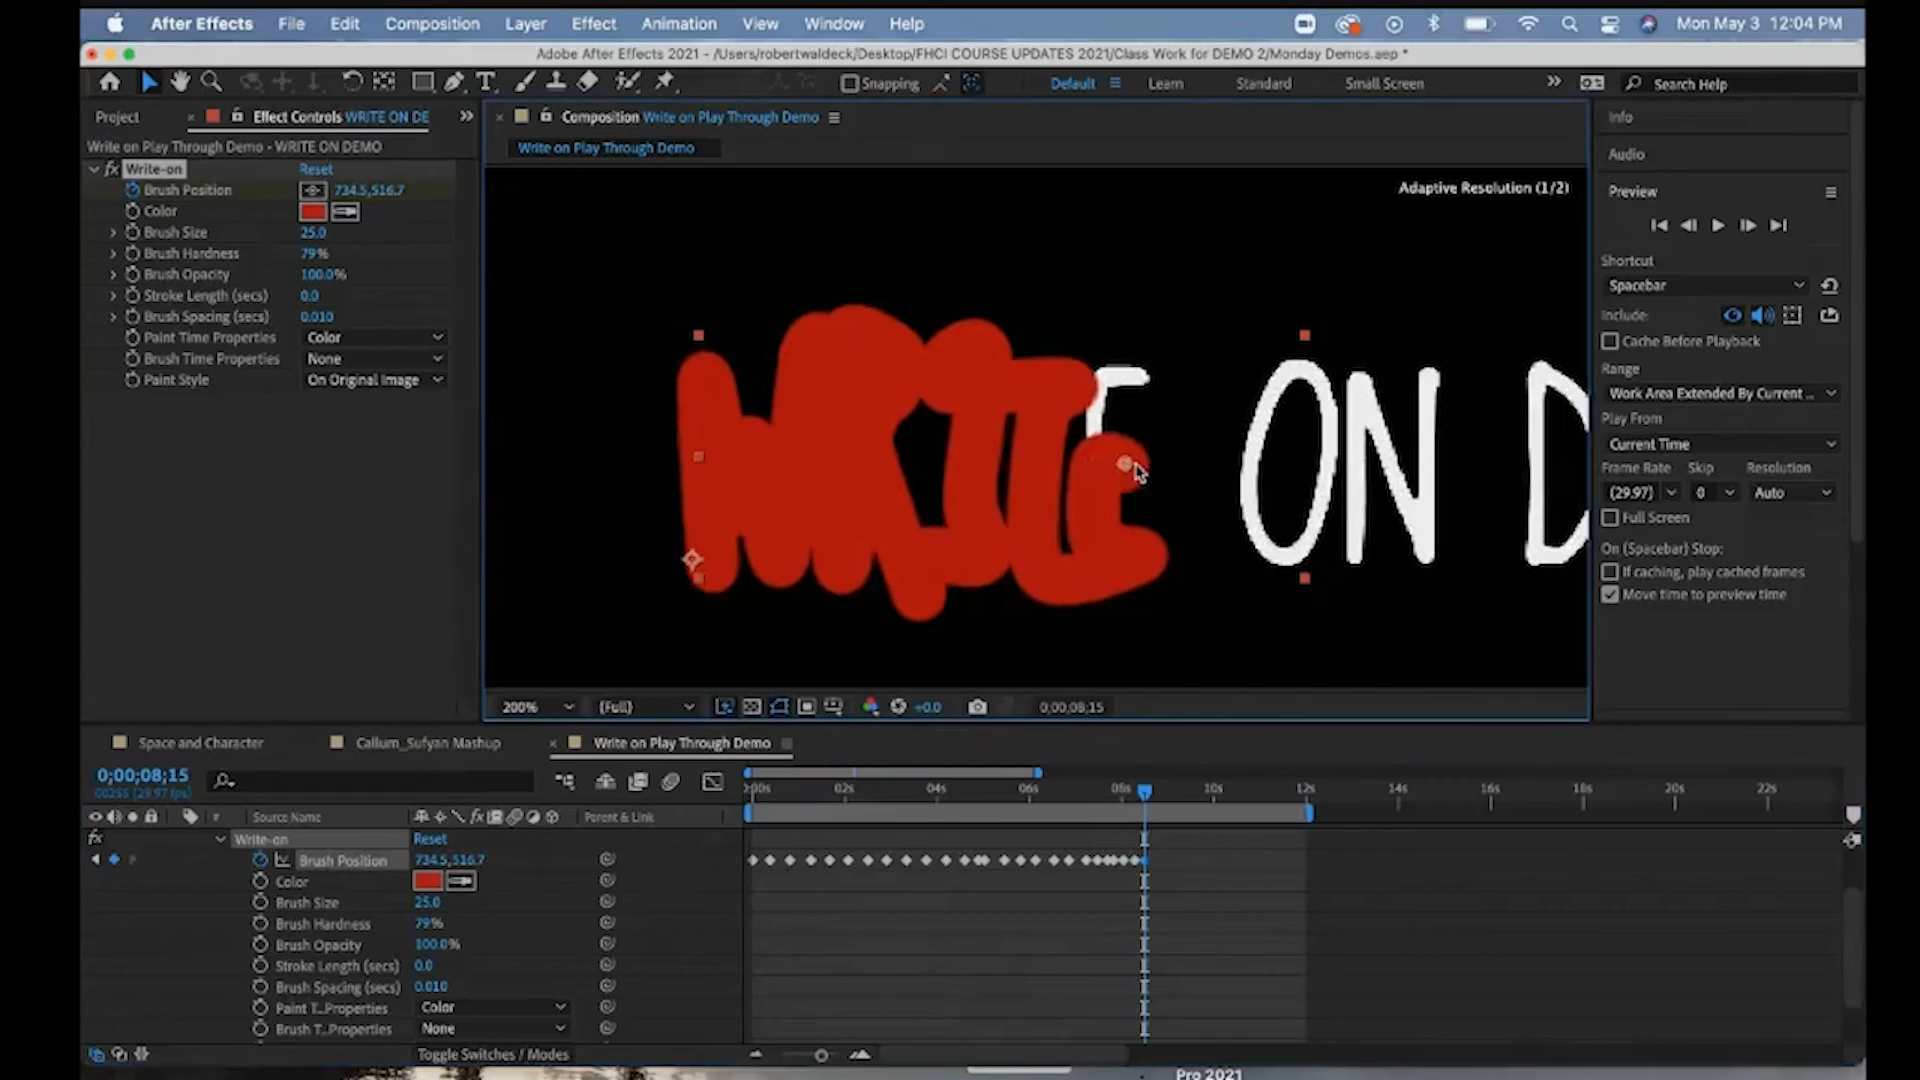 After Effects File Edit Composition Layer Effect Animation View Window Help Mon May 3 12:04 PM
Adobe After Effects 2021 - /Users/robertwaldeck/Desktop/FHCI COURSE UPDATES 2021/Class Work for DEMO 2/Monday Demos.aep *
Snapping Default Learn Standard Small Screen Search Help
Project Effect Controls WRITE ON DE Composition Write on Play Through Demo Info
Write on Play Through Demo - WRITE ON DEMO Write on Play Through Demo Audio
fx Write-on Reset
Brush Position 734.5,516.7
Color
Brush Size 25.0
Brush Hardness 79%
Brush Opacity 100.0%
Stroke Length (secs) 0.0
Brush Spacing (secs) 0.010
Paint Time Properties Color
Brush Time Properties None
Paint Style On Original Image
Adaptive Resolution (1/2)
WRITE ON D
200% (Full) +0.0 0;00;08;15
Preview
Shortcut
Spacebar
Include:
Cache Before Playback
Range
Work Area Extended By Current ...
Play From
Current Time
Frame Rate Skip Resolution
(29.97) 0 Auto
Full Screen
On (Spacebar) Stop:
If caching, play cached frames
Move time to preview time
Space and Character Callum_Sufyan Mashup Write on Play Through Demo
0;00;08;15
00255 (29.97 fps)
0:00s 02s 04s 06s 08s 10s 12s 14s 16s 18s 20s 22s
# Source Name fx Parent & Link
fx Write-on Reset
Brush Position 734.5,516.7
Color
Brush Size 25.0
Brush Hardness 79%
Brush Opacity 100.0%
Stroke Length (secs) 0.0
Brush Spacing (secs) 0.010
Paint T...Properties Color
Brush T...Properties None
Toggle Switches / Modes
Pro 2021